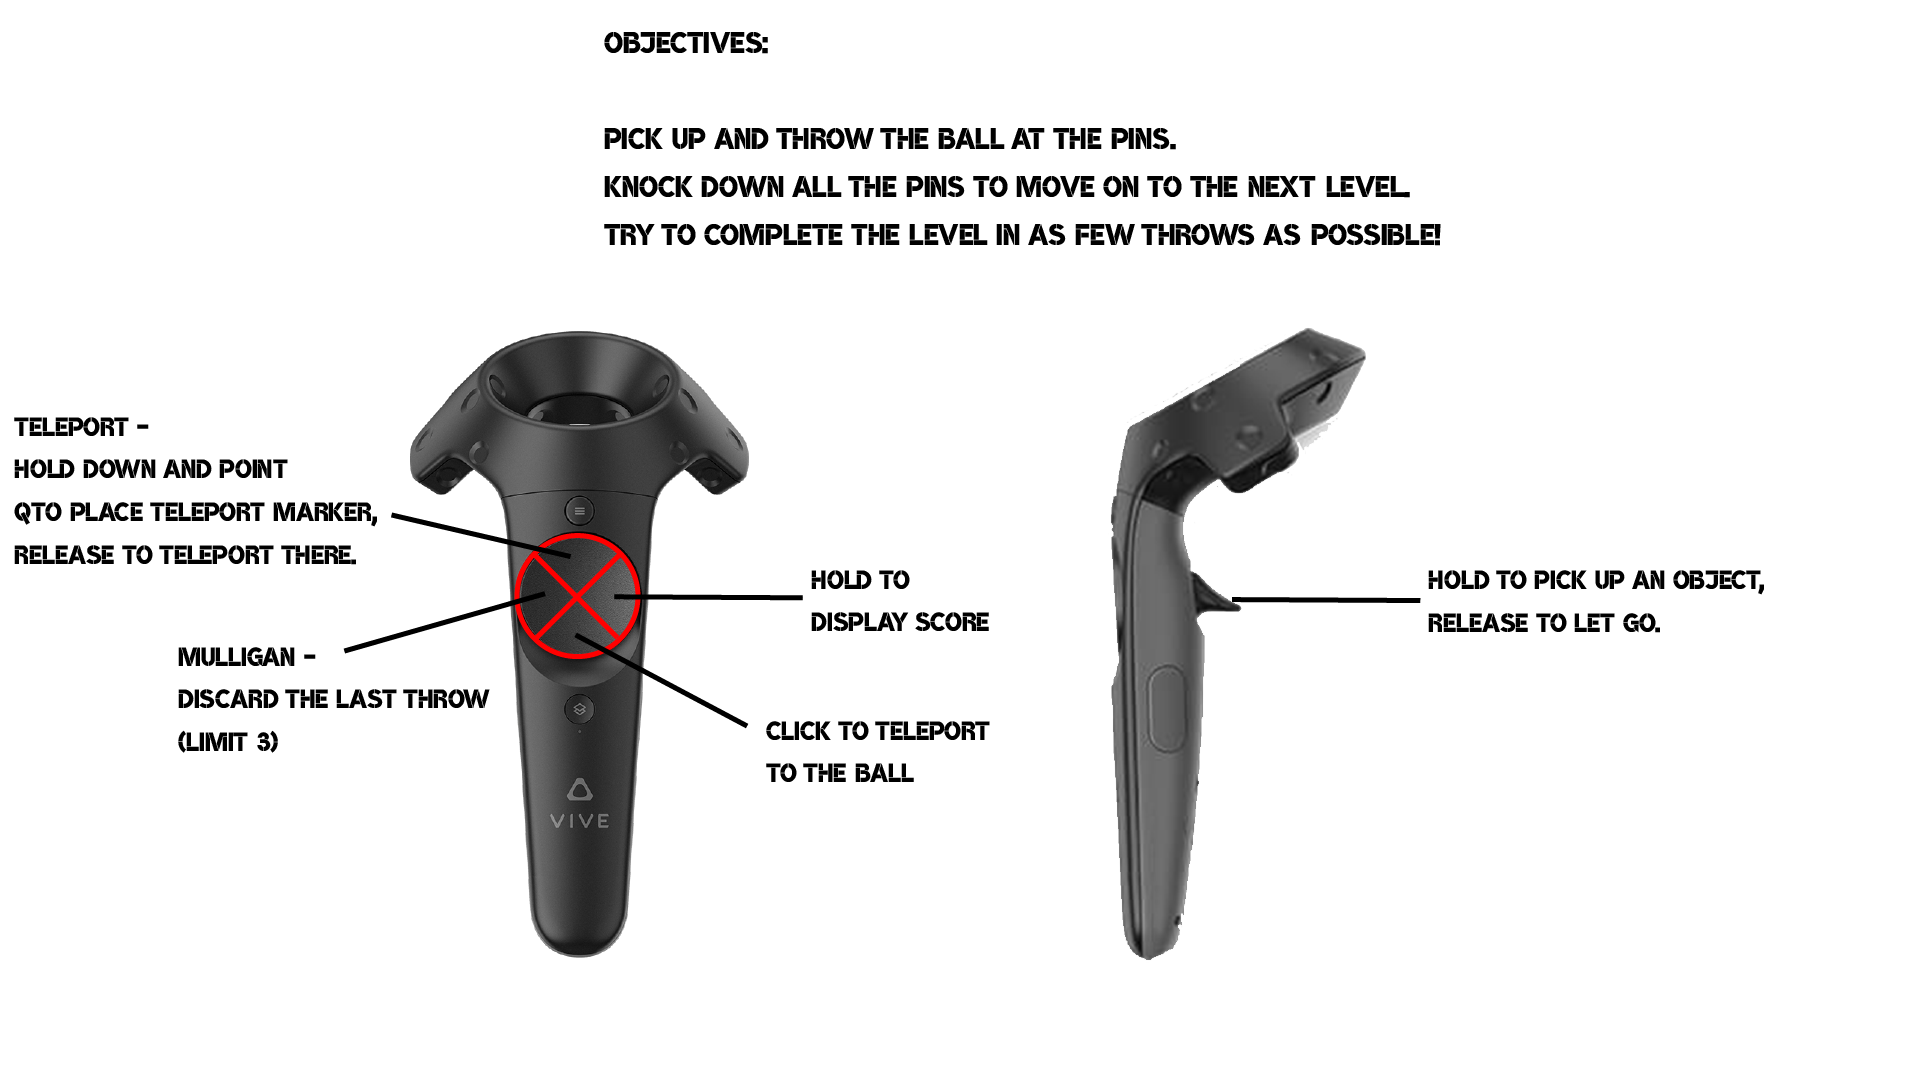 OBJECTIVES:
PICK UP AND THROW THE BALL AT THE PINS.
KNOCK DOWN ALL THE PINS TO MOVE ON TO THE NEXT LEVEL.
TRY TO COMPLETE THE LEVEL IN AS FEW THROWS AS POSSIBLE!
TELEPORT -
HOLD DOWN AND POINT
QTO PLACE TELEPORT MARKER,
RELEASE TO TELEPORT THERE.
MULLIGAN -
DISCARD THE LAST THROW
(LIMIT 3)
HOLD TO
DISPLAY SCORE
CLICK TO TELEPORT
TO THE BALL
VIVE
HOLD TO PICK UP AN OBJECT,
RELEASE TO LET GO.